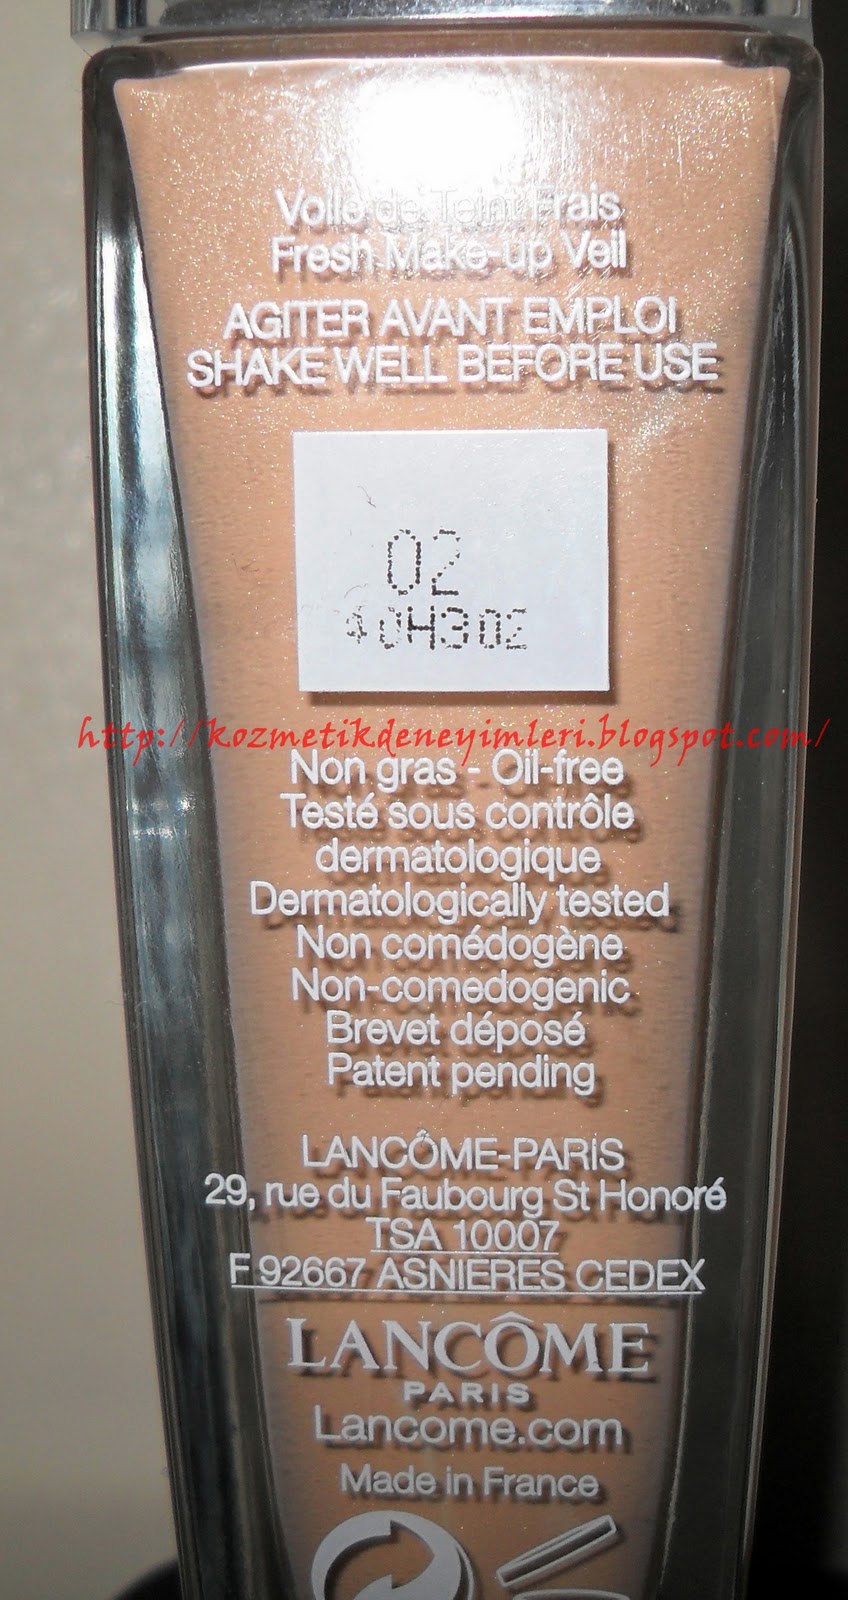 Voile de Teint Frais
Fresh Make-up Veil
AGITER AVANT EMPLOI
SHAKE WELL BEFORE USE
02
40H302
http://kozmetikdeneyimleri.blogspot.com/
Non gras - Oil-free
Testé sous contrôle
dermatologique
Dermatologically tested
Non comédogène
Non-comedogenic
Brevet déposé
Patent pending
LANCÔME-PARIS
29, rue du Faubourg St Honoré
TSA 10007
F 92667 ASNIERES CEDEX
LANCÔME
PARIS
Lancome.com
Made in France